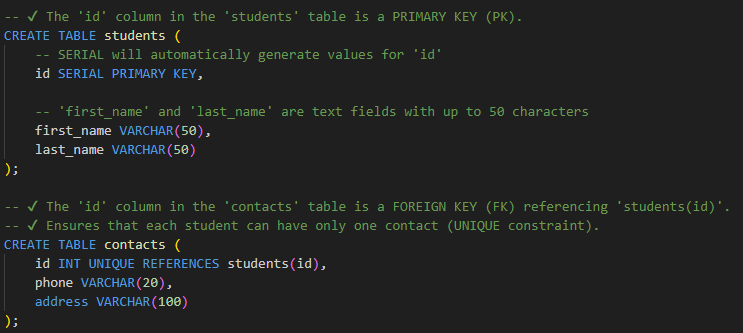 -- ✓ The 'id' column in the 'students' table is a PRIMARY KEY (PK).
CREATE TABLE students (
    -- SERIAL will automatically generate values for 'id'
    id SERIAL PRIMARY KEY,

    -- 'first_name' and 'last_name' are text fields with up to 50 characters
    first_name VARCHAR(50),
    last_name VARCHAR(50)
);

-- ✓ The 'id' column in the 'contacts' table is a FOREIGN KEY (FK) referencing 'students(id)'.
-- ✓ Ensures that each student can have only one contact (UNIQUE constraint).
CREATE TABLE contacts (
    id INT UNIQUE REFERENCES students(id),
    phone VARCHAR(20),
    address VARCHAR(100)
);